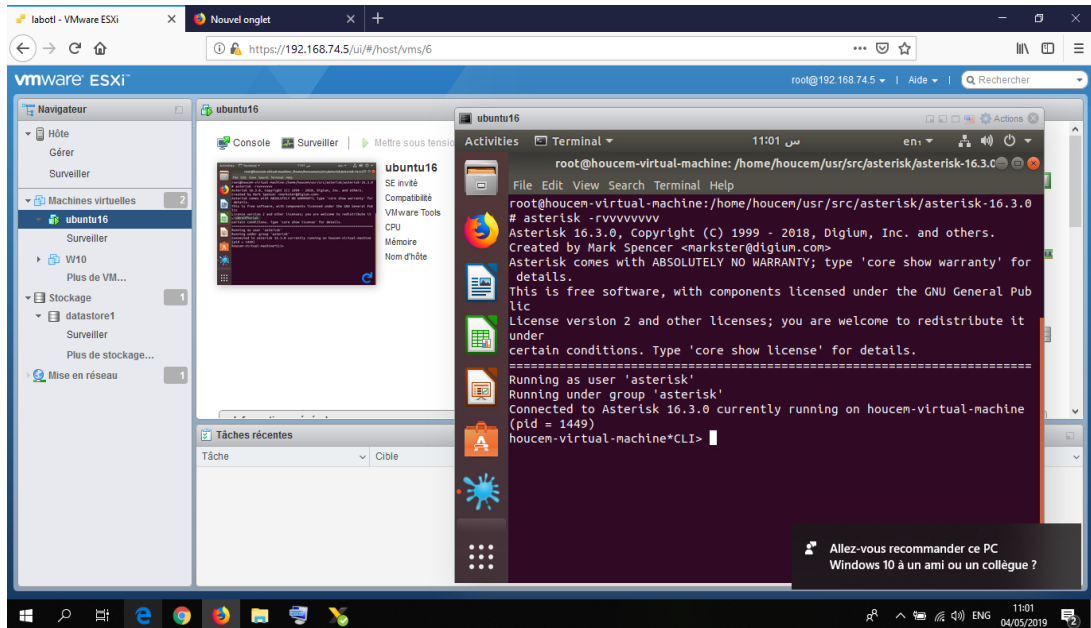 labotl - VMware ESXi
Nouvel onglet
https://192.168.74.5/ui/#/host/vms/6
vmware ESXi™
root@192.168.74.5 | Aide | Rechercher
Navigateur
Hôte
Gérer
Surveiller
Machines virtuelles 2
ubuntu16
Surveiller
W10
Plus de VM...
Stockage 1
datastore1
Surveiller
Plus de stockage...
Mise en réseau 1
ubuntu16
Console Surveiller Mettre sous tensio
ubuntu16
SE invité
Compatibilité
VMware Tools
CPU
Mémoire
Nom d'hôte
Tâches récentes
Tâche Cible
ubuntu16 Actions
Activities Terminal 11:01 س en₁
root@houcem-virtual-machine: /home/houcem/usr/src/asterisk/asterisk-16.3.0
File Edit View Search Terminal Help
root@houcem-virtual-machine:/home/houcem/usr/src/asterisk/asterisk-16.3.0
# asterisk -rvvvvvvvv
Asterisk 16.3.0, Copyright (C) 1999 - 2018, Digium, Inc. and others.
Created by Mark Spencer <markster@digium.com>
Asterisk comes with ABSOLUTELY NO WARRANTY; type 'core show warranty' for
details.
This is free software, with components licensed under the GNU General Pub
lic
License version 2 and other licenses; you are welcome to redistribute it
under
certain conditions. Type 'core show license' for details.
=========================================================================
Running as user 'asterisk'
Running under group 'asterisk'
Connected to Asterisk 16.3.0 currently running on houcem-virtual-machine
(pid = 1449)
houcem-virtual-machine*CLI>
Allez-vous recommander ce PC
Windows 10 à un ami ou un collègue ?
ENG
11:01
04/05/2019
2